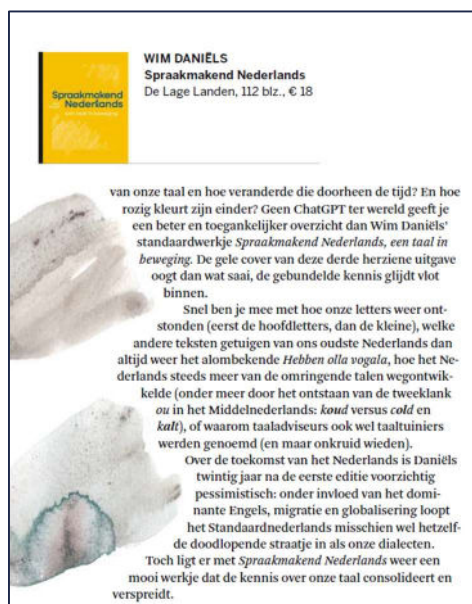 WIM DANIËLS
Spraakmakend Nederlands
De Lage Landen, 112 blz., € 18
Spraakmakend
Nederlands
van onze taal en hoe veranderde die doorheen de tijd? En hoe
rozig kleurt zijn einder? Geen ChatGPT ter wereld geeft je
een beter en toegankelijker overzicht dan Wim Daniëls'
standaardwerkje Spraakmakend Nederlands, een taal in
beweging. De gele cover van deze derde herziene uitgave
oogt dan wat saai, de gebundelde kennis glijdt vlot
binnen.
Snel ben je mee met hoe onze letters weer ont-
stonden (eerst de hoofdletters, dan de kleine), welke
andere teksten getuigen van ons oudste Nederlands dan
altijd weer het alombekende Hebben olla vogala, hoe het Ne-
derlands steeds meer van de omringende talen wegontwik-
kelde (onder meer door het ontstaan van de tweeklank
ou in het Middelnederlands: koud versus cold en
kalt), of waarom taaladviseurs ook wel taaltuiniers
werden genoemd (en maar onkruid wieden).
Over de toekomst van het Nederlands is Daniëls
twintig jaar na de eerste editie voorzichtig
pessimistisch: onder invloed van het domi-
nante Engels, migratie en globalisering loopt
het Standaardnederlands misschien wel hetzelf-
de doodlopende straatje in als onze dialecten.
Toch ligt er met Spraakmakend Nederlands weer een
mooi werkje dat de kennis over onze taal consolideert en
verspreidt.